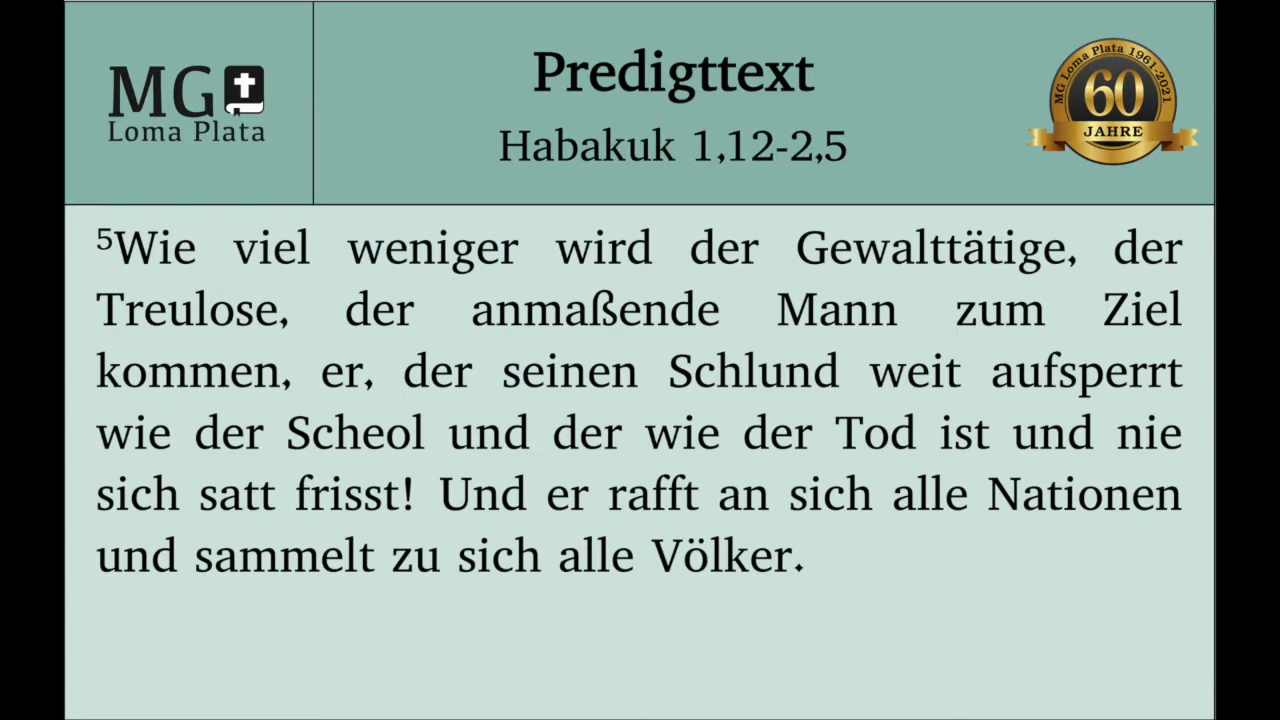 MG
Loma Plata
Predigttext
Habakuk 1,12-2,5
MG Loma Plata 1961-2021
60
JAHRE
⁵Wie viel weniger wird der Gewalttätige, der
Treulose, der anmaßende Mann zum Ziel
kommen, er, der seinen Schlund weit aufsperrt
wie der Scheol und der wie der Tod ist und nie
sich satt frisst! Und er rafft an sich alle Nationen
und sammelt zu sich alle Völker.